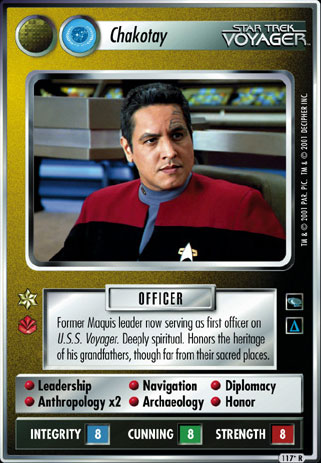 Chakotay
STAR TREK
VOYAGER™
TM & © 2001 PAR. PIC. TM & © 2001 DECIPHER INC.
OFFICER
Former Maquis leader now serving as first officer on
U.S.S. Voyager. Deeply spiritual. Honors the heritage
of his grandfathers, though far from their sacred places.
Leadership Navigation Diplomacy
Anthropology x2 Archaeology Honor
INTEGRITY 8 CUNNING 8 STRENGTH 8
117+ R